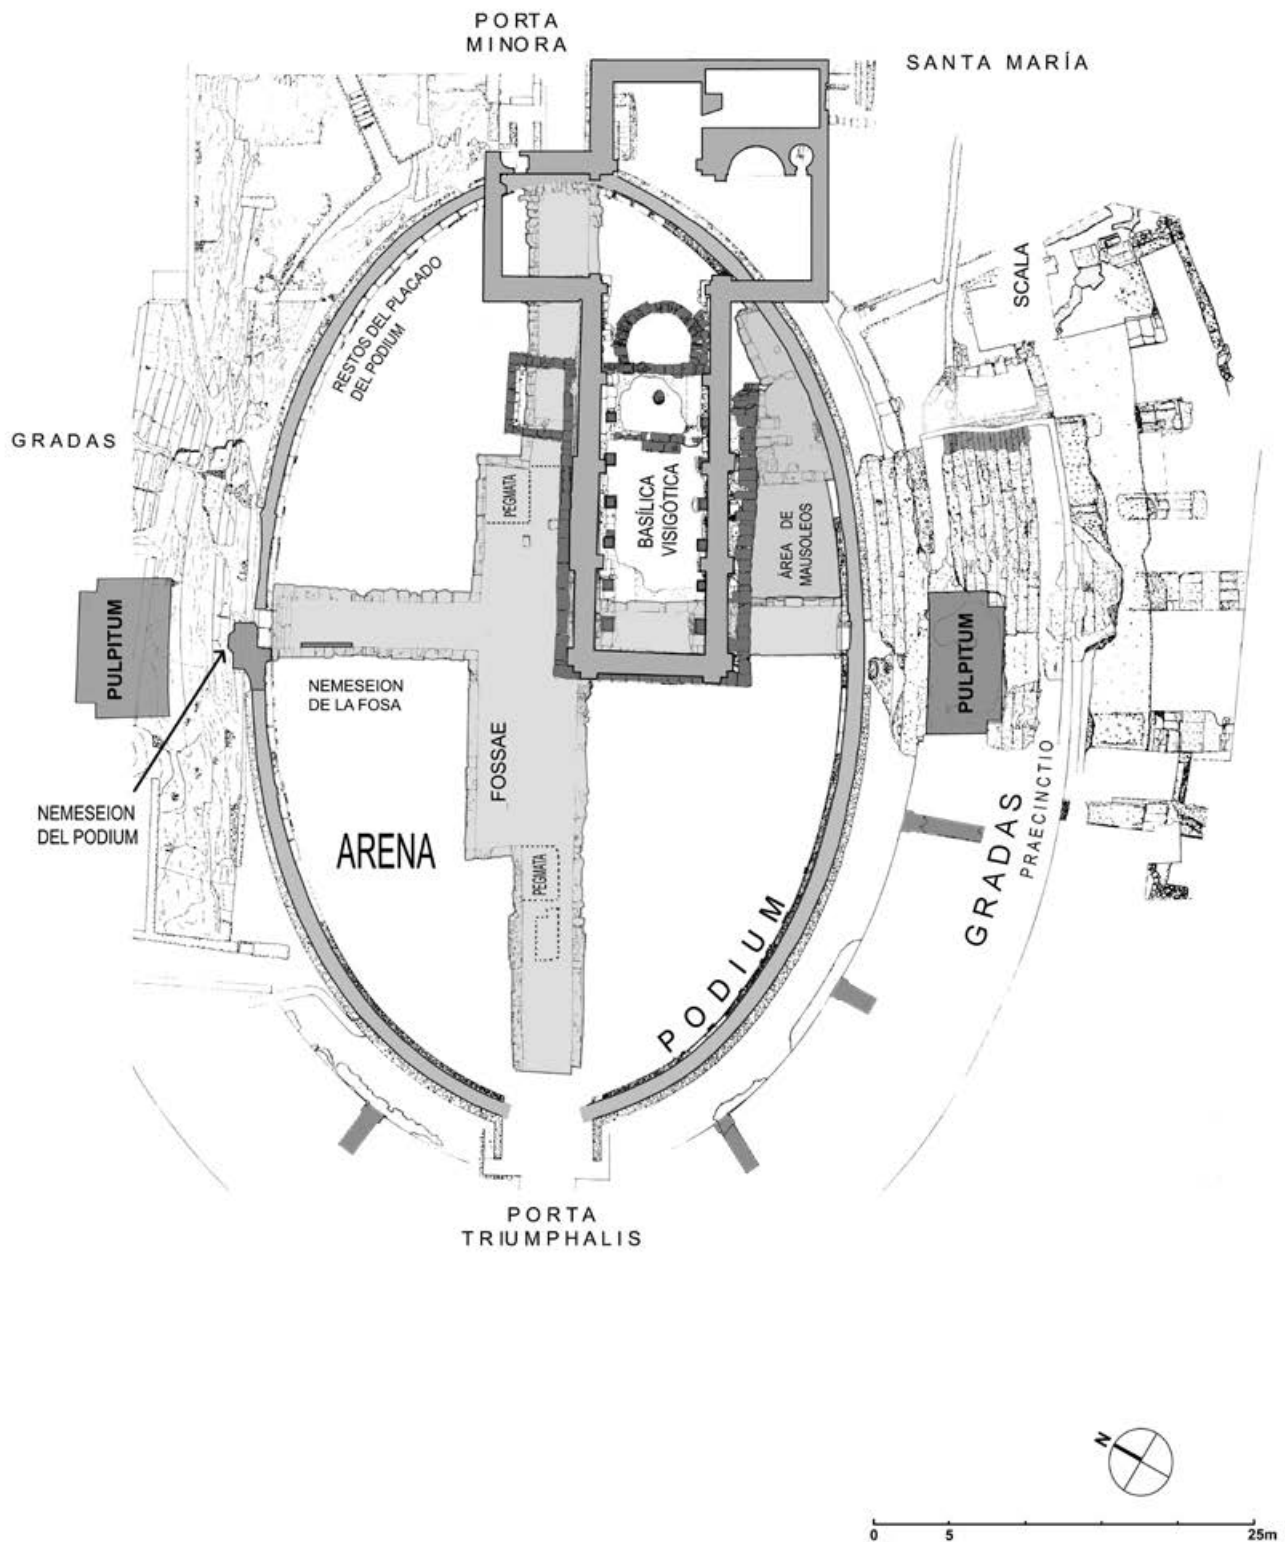 PORTA
MINORA
SANTA MARÍA
RESTOS DEL PLACADO
DEL PODIUM
SCALA
GRADAS
PEGMATA
BASÍLICA
VISIGÓTICA
ÁREA DE
MAUSOLEOS
PULPITUM
PULPITUM
NEMESEION
DE LA FOSA
FOSSAE
NEMESEION
DEL PODIUM
ARENA
PEGMATA
PODIUM
GRADAS
PRAECINCTIO
PORTA
TRIUMPHALIS
N
0 5 25m